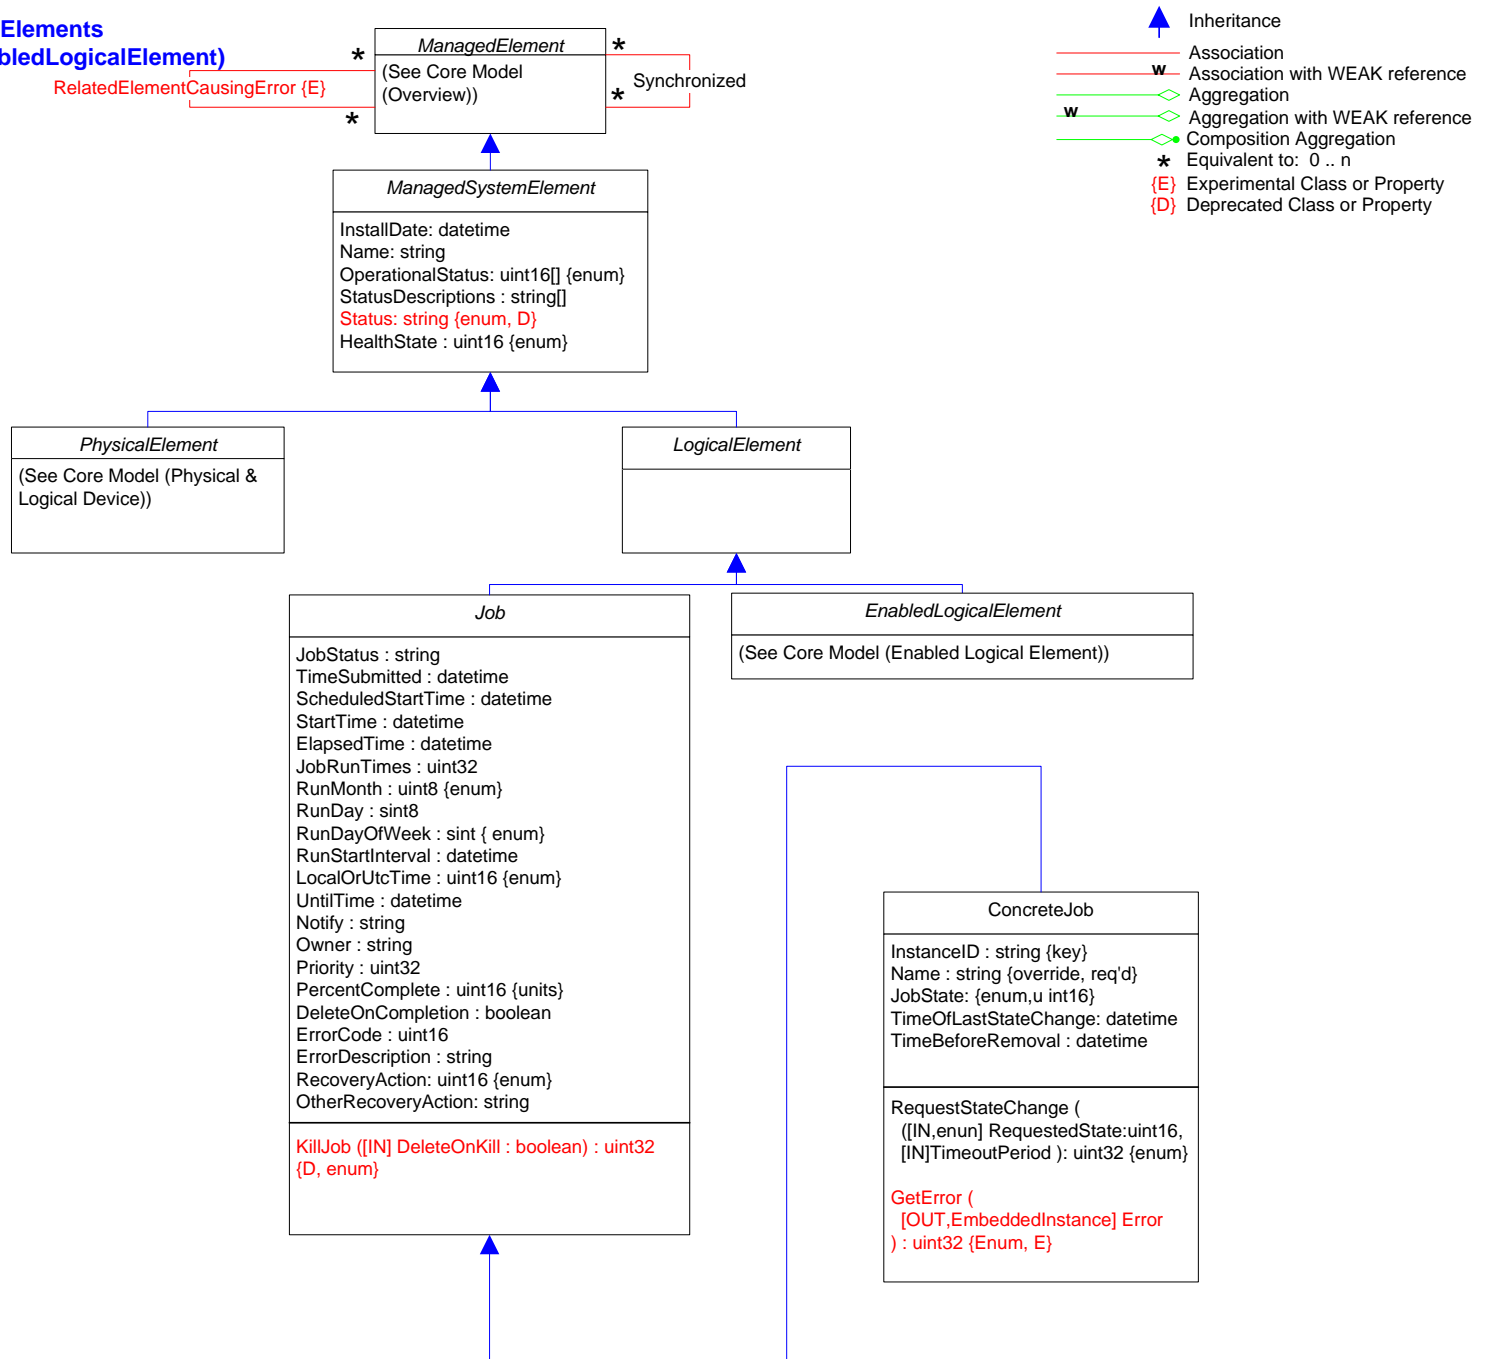 Elements
bledLogicalElement)
RelatedElementCausingError {E}
*
*
ManagedElement
(See Core Model
(Overview))
*
*
Synchronized
Inheritance
Association
w
Association with WEAK reference
Aggregation
w
Aggregation with WEAK reference
Composition Aggregation
* Equivalent to: 0 .. n
{E} Experimental Class or Property
{D} Deprecated Class or Property
ManagedSystemElement
InstallDate: datetime
Name: string
OperationalStatus: uint16[] {enum}
StatusDescriptions : string[]
Status: string {enum, D}
HealthState : uint16 {enum}
PhysicalElement
(See Core Model (Physical &
Logical Device))
LogicalElement
Job
JobStatus : string
TimeSubmitted : datetime
ScheduledStartTime : datetime
StartTime : datetime
ElapsedTime : datetime
JobRunTimes : uint32
RunMonth : uint8 {enum}
RunDay : sint8
RunDayOfWeek : sint { enum}
RunStartInterval : datetime
LocalOrUtcTime : uint16 {enum}
UntilTime : datetime
Notify : string
Owner : string
Priority : uint32
PercentComplete : uint16 {units}
DeleteOnCompletion : boolean
ErrorCode : uint16
ErrorDescription : string
RecoveryAction: uint16 {enum}
OtherRecoveryAction: string
KillJob ([IN] DeleteOnKill : boolean) : uint32
{D, enum}
EnabledLogicalElement
(See Core Model (Enabled Logical Element))
ConcreteJob
InstanceID : string {key}
Name : string {override, req'd}
JobState: {enum,u int16}
TimeOfLastStateChange: datetime
TimeBeforeRemoval : datetime
RequestStateChange (
([IN,enun] RequestedState:uint16,
[IN]TimeoutPeriod ): uint32 {enum}
GetError (
[OUT,EmbeddedInstance] Error
) : uint32 {Enum, E}